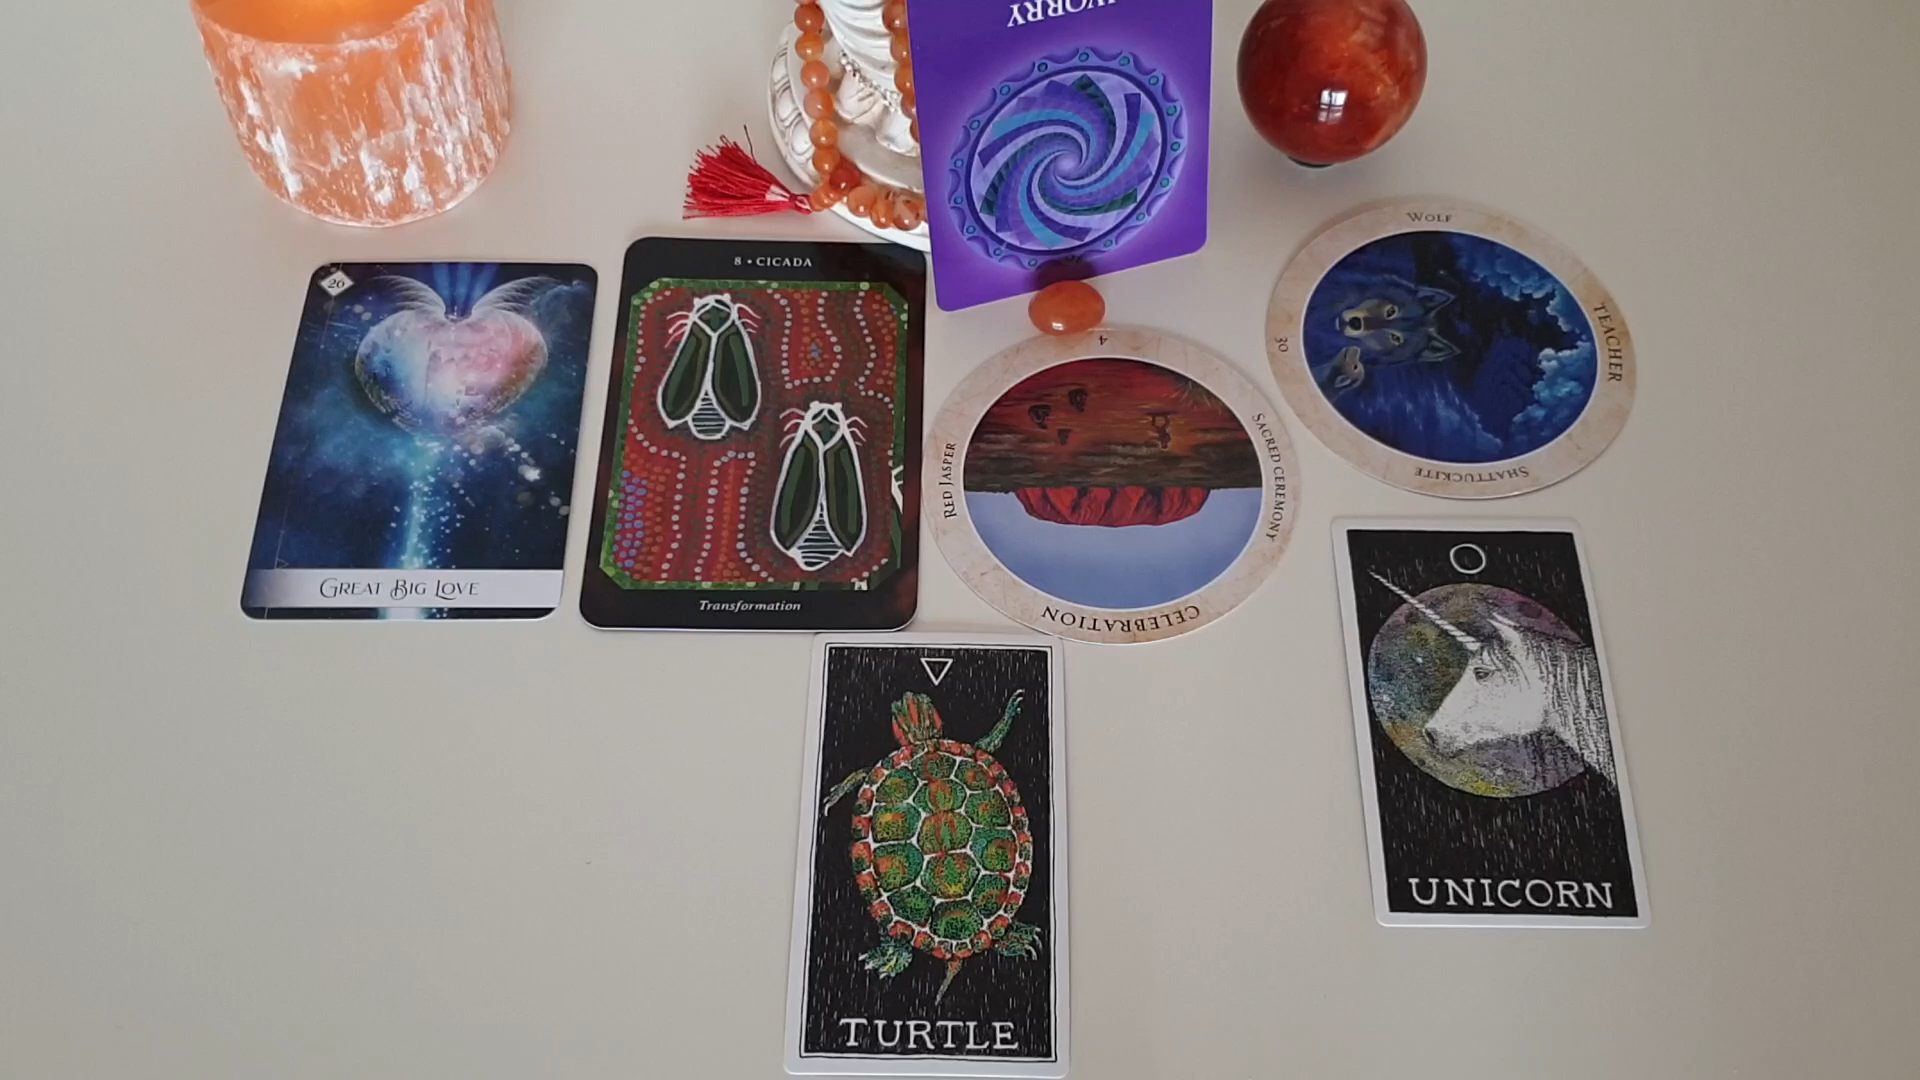 WORRY
26
GREAT BIG LOVE
8 • CICADA
Transformation
4
RED JASPER
SACRED CEREMONY
CELEBRATION
WOLF
TEACHER
30
SHATTUCKITE
TURTLE
UNICORN